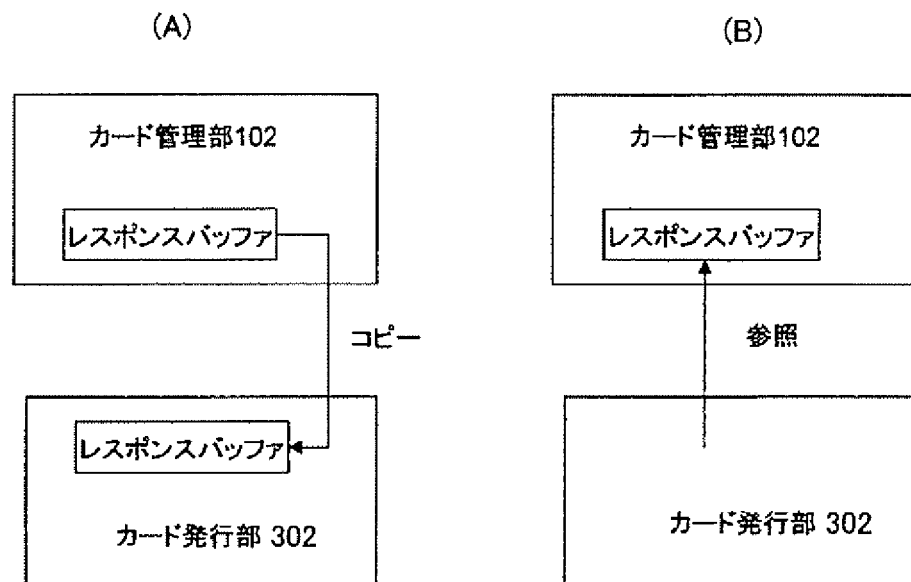 (A)
カード管理部102
レスポンスバッファ
コピー
レスポンスバッファ
カード発行部 302
(B)
カード管理部102
レスポンスバッファ
参照
カード発行部 302